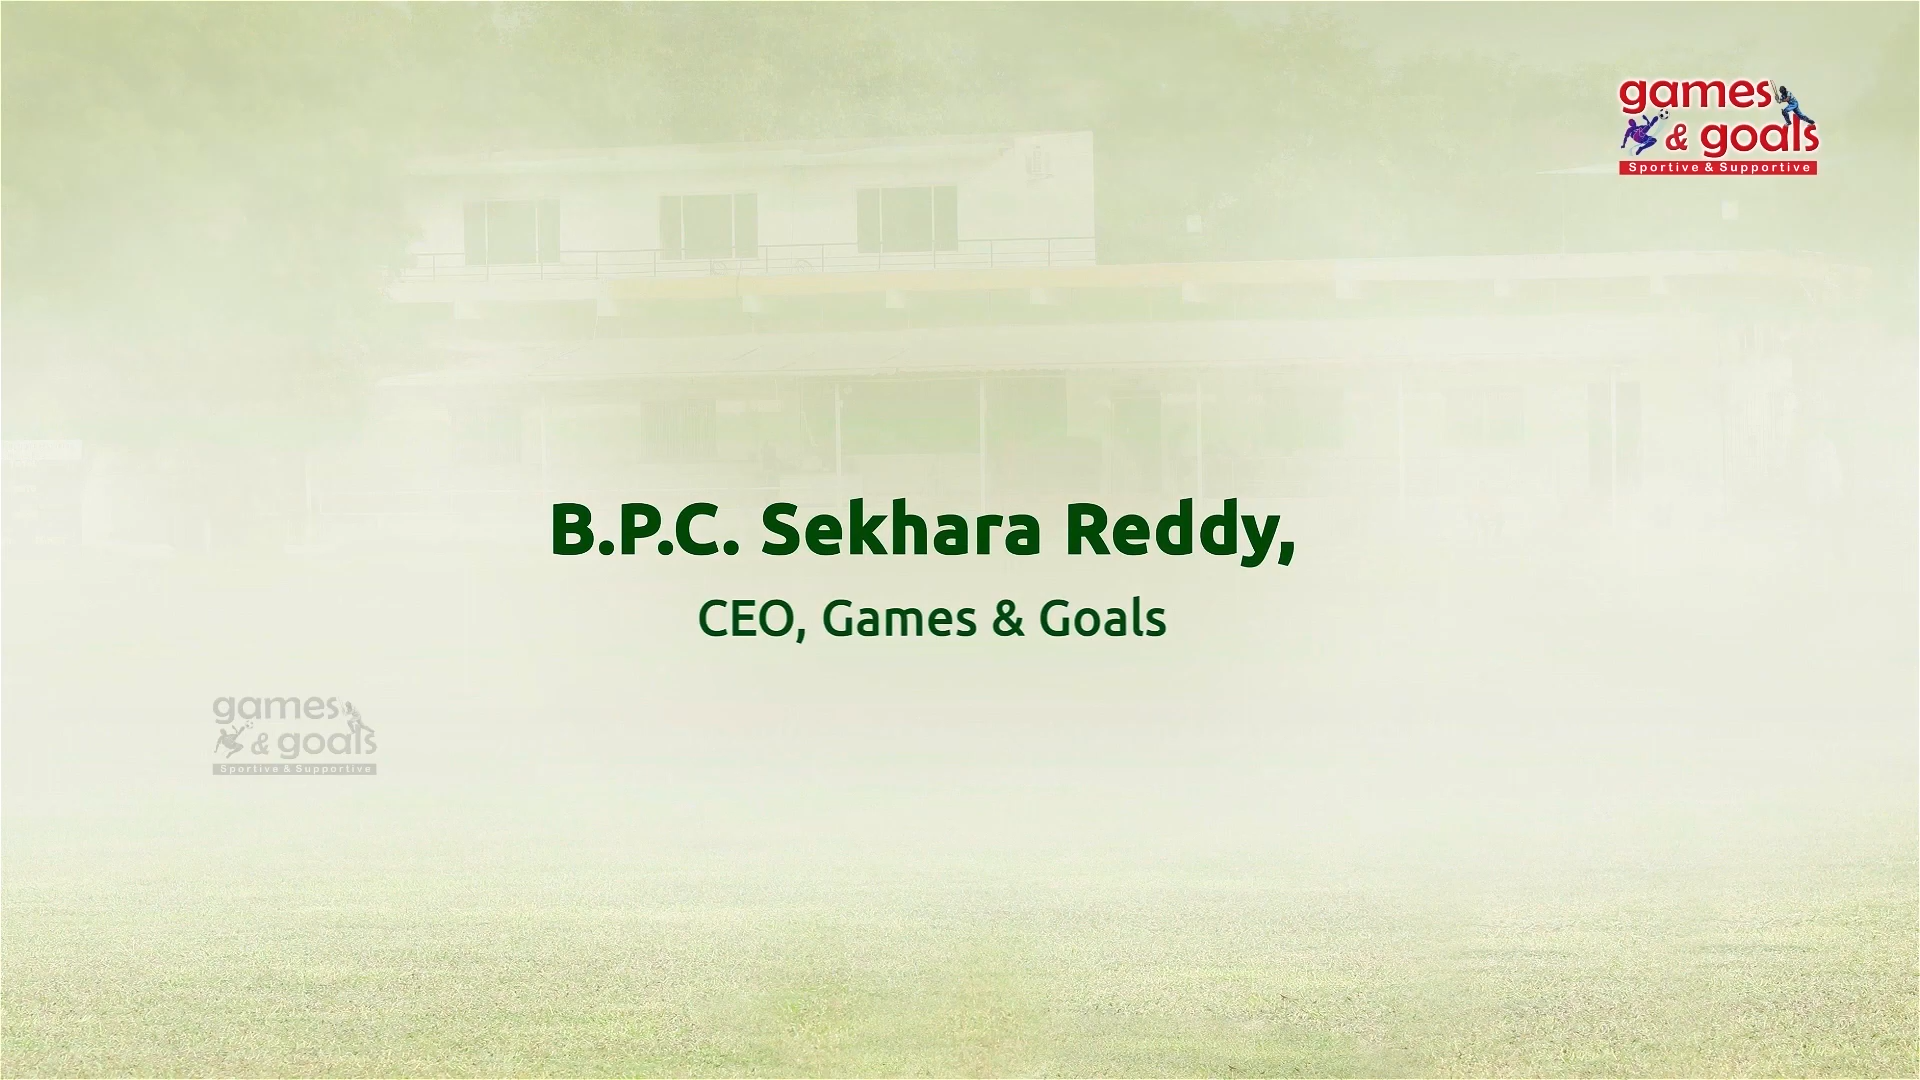 games
& goals
Sportive & Supportive
B.P.C. Sekhara Reddy,
CEO, Games & Goals
games
& goals
Sportive & Supportive